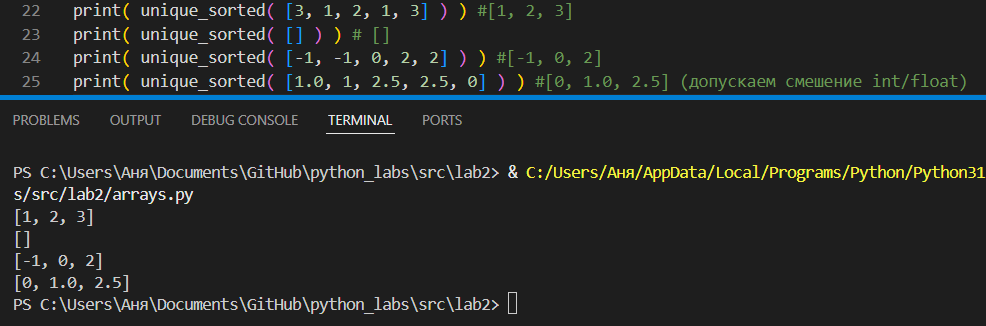 22 print( unique_sorted( [3, 1, 2, 1, 3] ) ) #[1, 2, 3]
23 print( unique_sorted( [] ) ) # []
24 print( unique_sorted( [-1, -1, 0, 2, 2] ) ) #[-1, 0, 2]
25 print( unique_sorted( [1.0, 1, 2.5, 2.5, 0] ) ) #[0, 1.0, 2.5] (допускаем смешение int/float)
PROBLEMS OUTPUT DEBUG CONSOLE TERMINAL PORTS
PS C:\Users\Аня\Documents\GitHub\python_labs\src\lab2> & C:/Users/Аня/AppData/Local/Programs/Python/Python31
s/src/lab2/arrays.py
[1, 2, 3]
[]
[-1, 0, 2]
[0, 1.0, 2.5]
PS C:\Users\Аня\Documents\GitHub\python_labs\src\lab2>